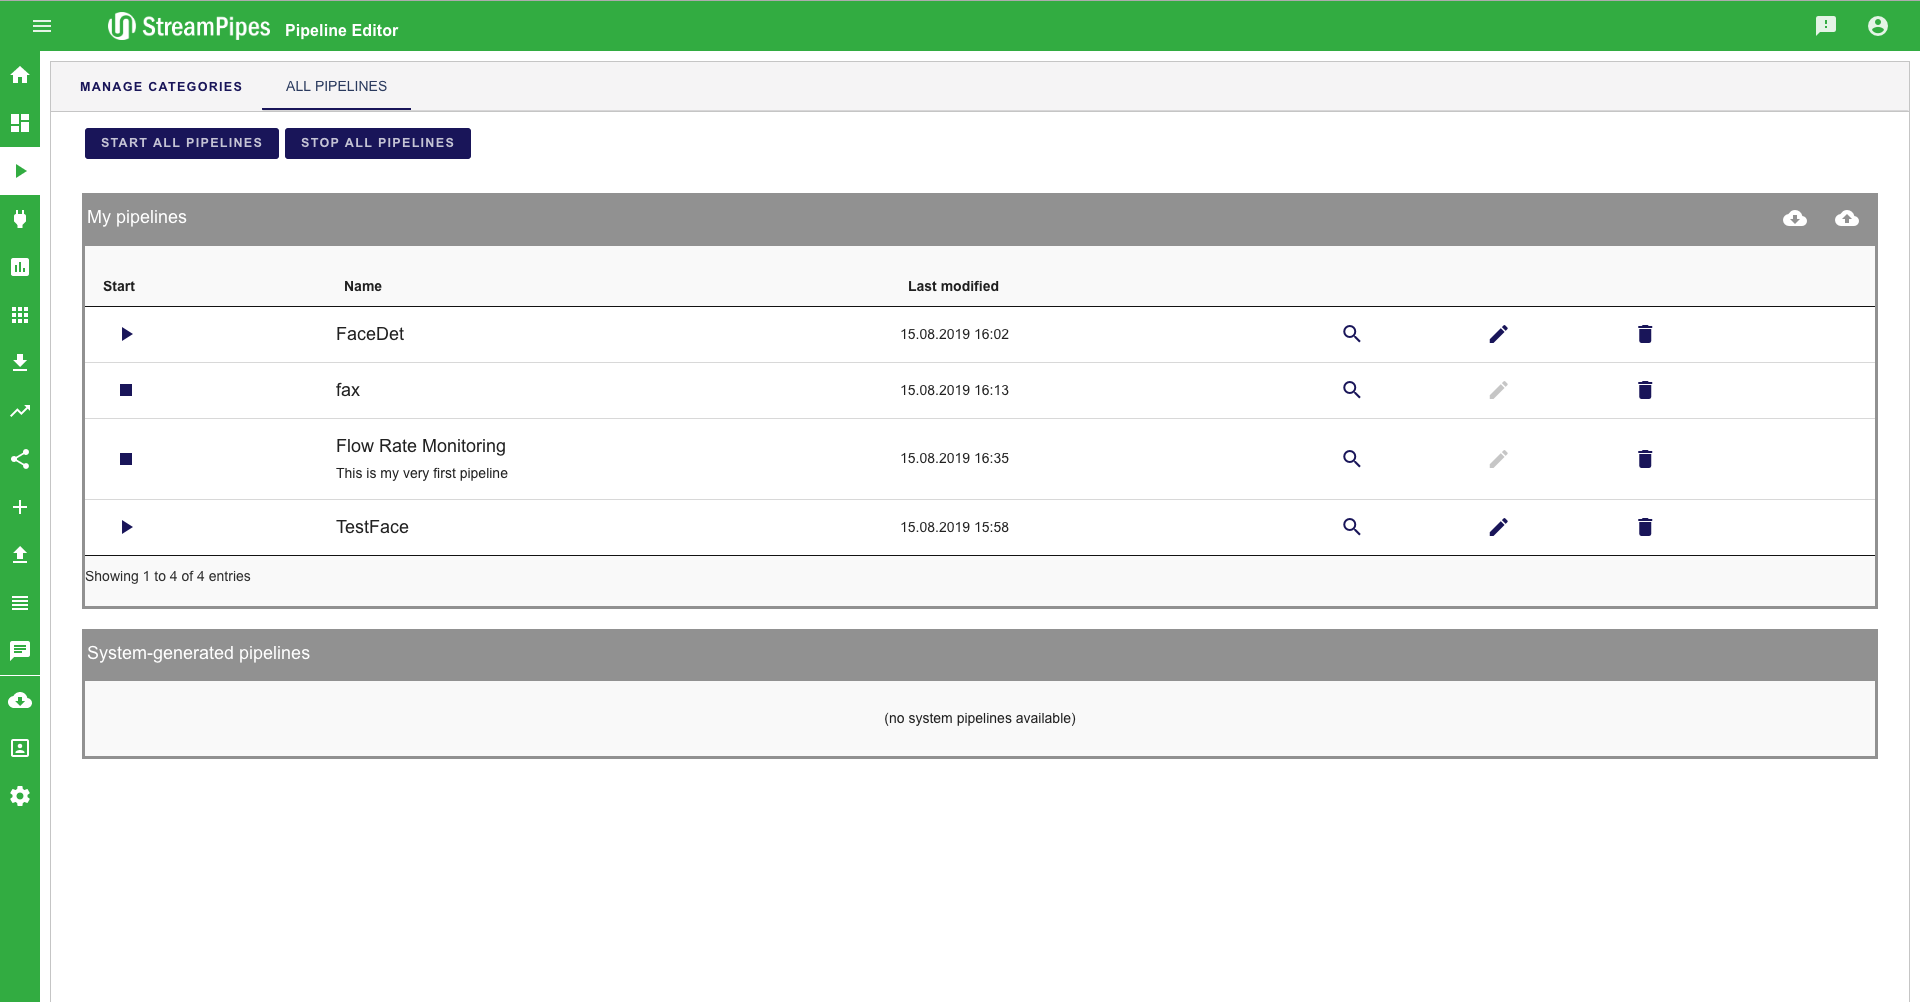 StreamPipes Pipeline Editor
MANAGE CATEGORIES ALL PIPELINES
START ALL PIPELINES STOP ALL PIPELINES
My pipelines
Start Name Last modified
FaceDet 15.08.2019 16:02
fax 15.08.2019 16:13
Flow Rate Monitoring
This is my very first pipeline
15.08.2019 16:35
TestFace 15.08.2019 15:58
Showing 1 to 4 of 4 entries
System-generated pipelines
(no system pipelines available)